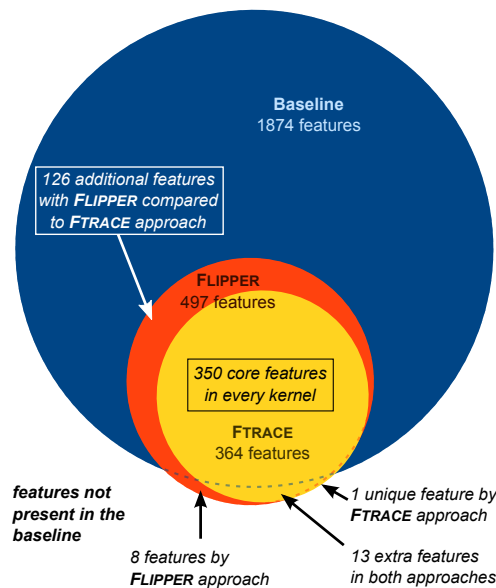 Baseline
1874 features
126 additional features
with FLIPPER compared
to FTRACE approach
FLIPPER
497 features
350 core features
in every kernel
FTRACE
364 features
features not
present in the
baseline
1 unique feature by
FTRACE approach
8 features by
FLIPPER approach
13 extra features
in both approaches